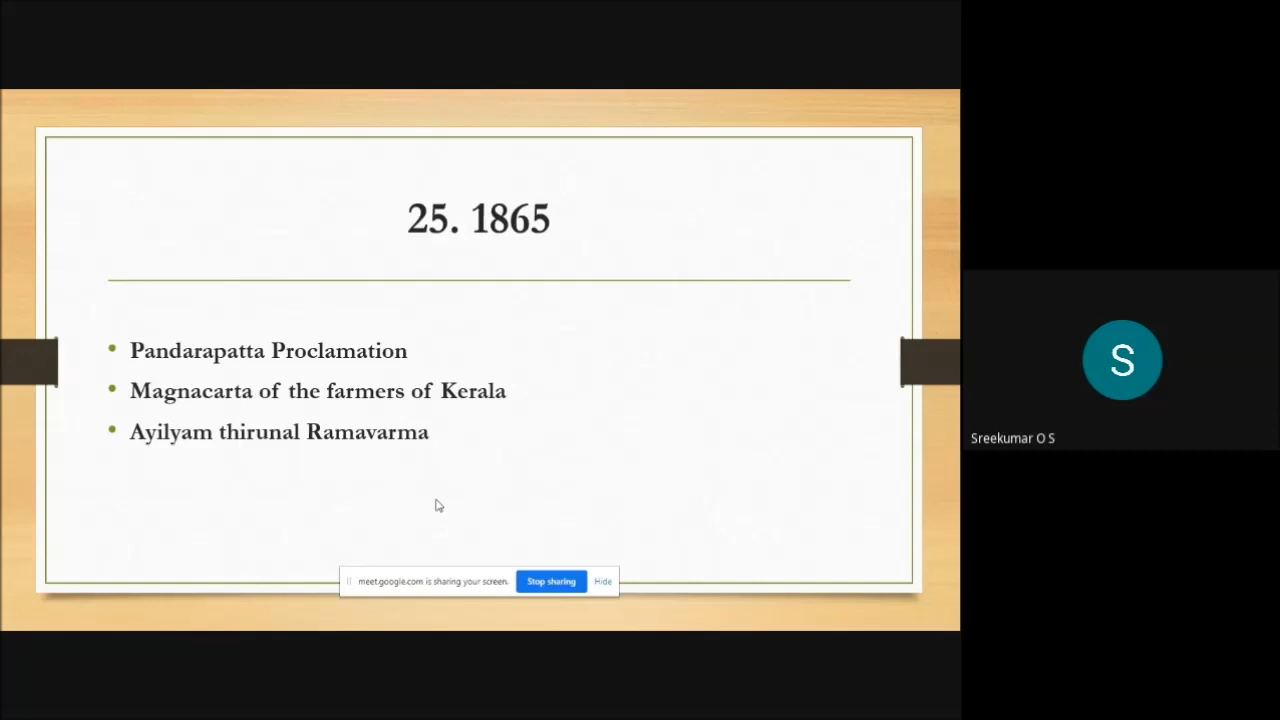 25. 1865
• Pandarapatta Proclamation
• Magnacarta of the farmers of Kerala
• Ayilyam thirunal Ramavarma
meet.google.com is sharing your screen. Stop sharing Hide
S
Sreekumar O S